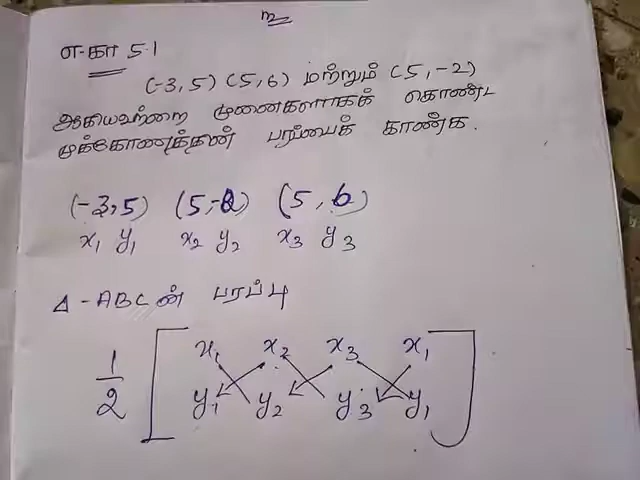 எ-கா 5.1
(-3,5) (5,6) மற்றும் (5,-2)
ஆகியவற்றை முனைகளாகக் கொண்ட
முக்கோணத்தின் பரப்பைக் காண்க.
(-3,5) (5,-2) (5,6)
x₁ y₁ x₂ y₂ x₃ y₃
Δ-ABCன் பரப்பு
1/2 [ x₁ x₂ x₃ x₁
y₁ y₂ y₃ y₁ ]